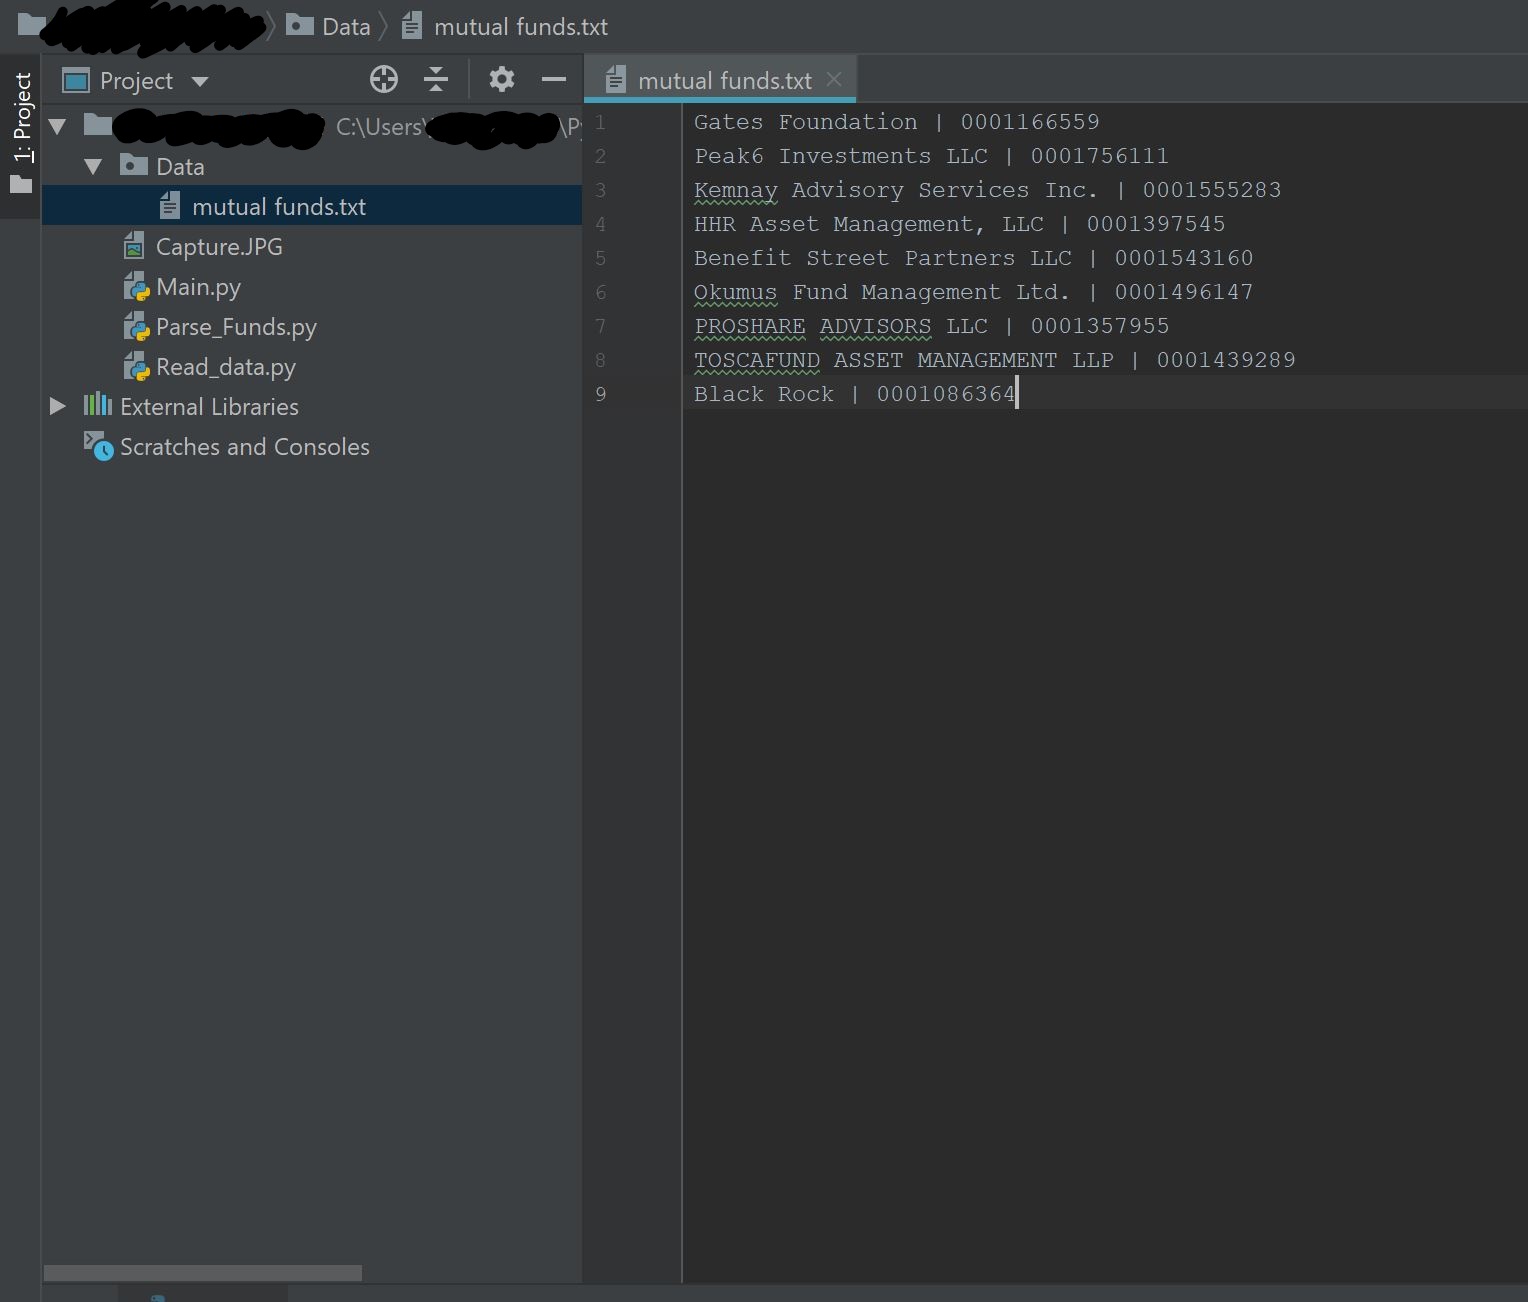 Data
mutual funds.txt
1: Project
Project
mutual funds.txt
C:\Users\
\Py
Data
mutual funds.txt
Capture.JPG
Main.py
Parse_Funds.py
Read_data.py
External Libraries
Scratches and Consoles
1 Gates Foundation | 0001166559
2 Peak6 Investments LLC | 0001756111
3 Kemnay Advisory Services Inc. | 0001555283
4 HHR Asset Management, LLC | 0001397545
5 Benefit Street Partners LLC | 0001543160
6 Okumus Fund Management Ltd. | 0001496147
7 PROSHARE ADVISORS LLC | 0001357955
8 TOSCAFUND ASSET MANAGEMENT LLP | 0001439289
9 Black Rock | 0001086364